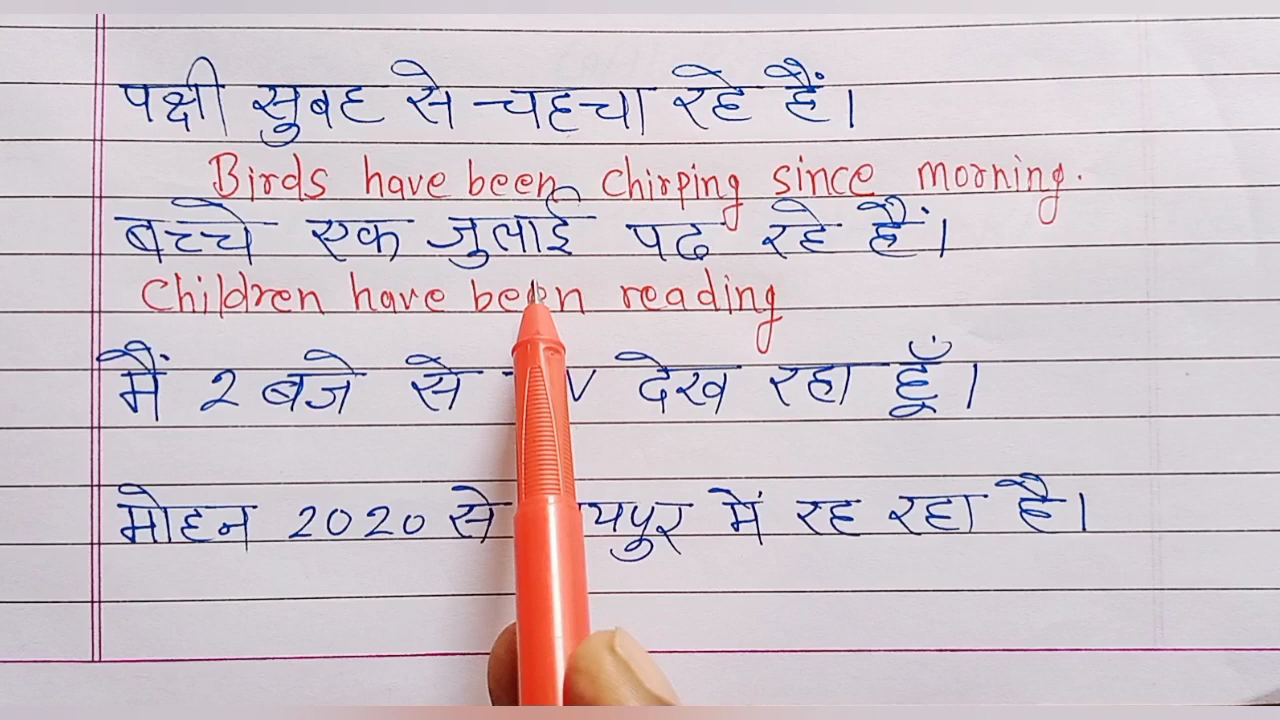 पक्षी सुबह से चहचा रहे हैं।
Birds have been chirping since morning.
बच्चे एक जुलाई पढ रहे हैं।
Children have been reading
मैं 2 बजे से देख रहा हूँ।
मोहन 2020 से में रह रहा है।